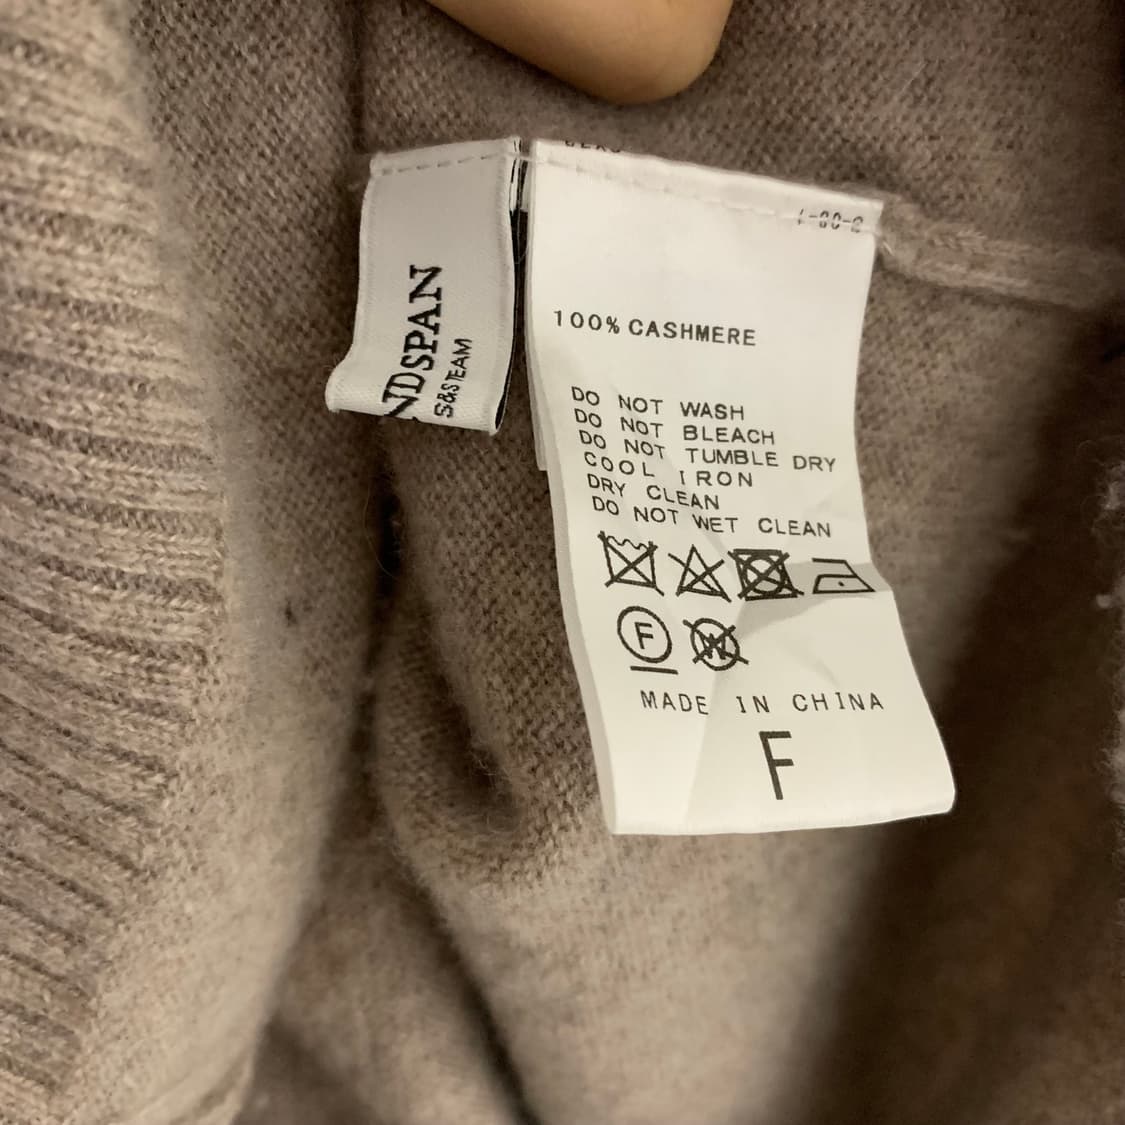 NDSPAN
S&S TEAM
100% CASHMERE
DO NOT WASH
DO NOT BLEACH
DO NOT TUMBLE DRY
COOL IRON
DRY CLEAN
DO NOT WET CLEAN
F W
MADE IN CHINA
F